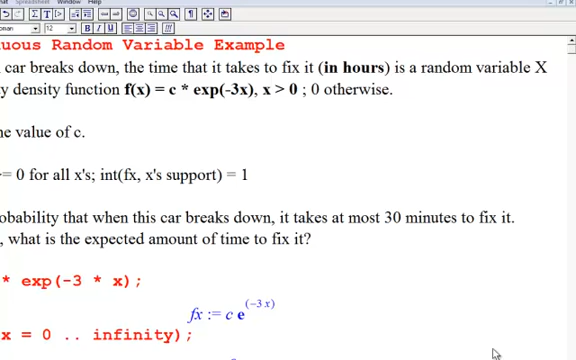 Spreadsheet Window Help
12 B I U
uous Random Variable Example
car breaks down, the time that it takes to fix it (in hours) is a random variable X
ty density function f(x) = c * exp(-3x), x > 0 ; 0 otherwise.
he value of c.
= 0 for all x's; int(fx, x's support) = 1
obability that when this car breaks down, it takes at most 30 minutes to fix it.
, what is the expected amount of time to fix it?
* exp(-3 * x);
fx := c e^(-3 x)
x = 0 .. infinity);